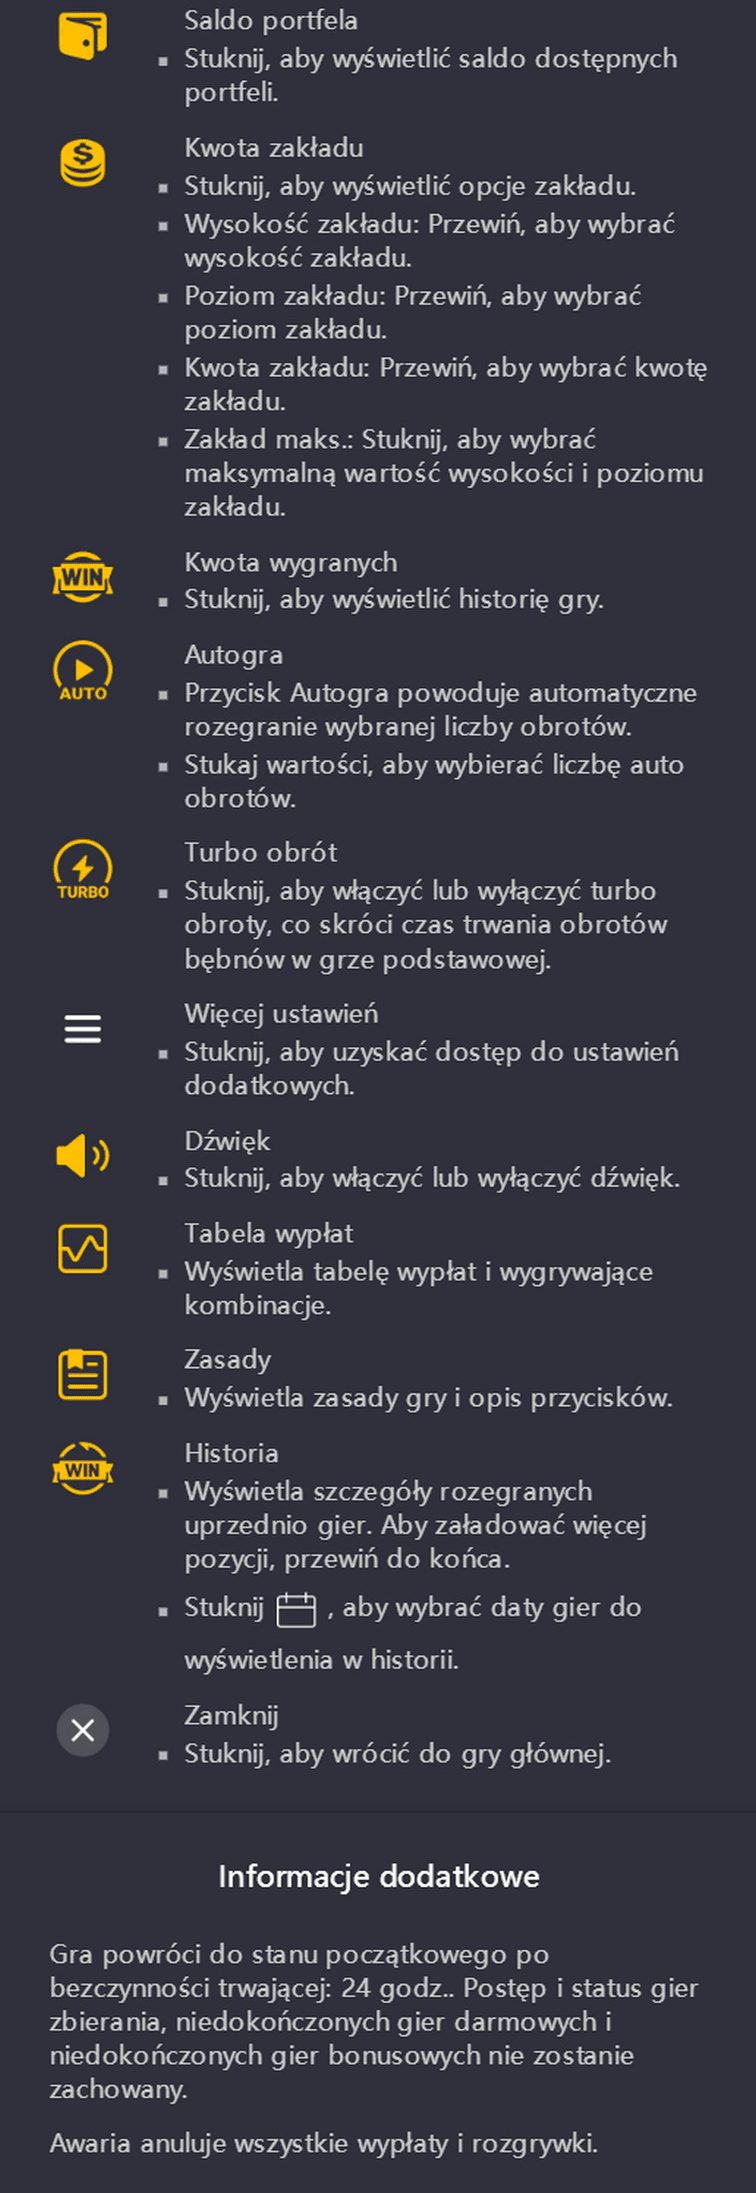 Saldo portfela
▪ Stuknij, aby wyświetlić saldo dostępnych
portfeli.
Kwota zakładu
▪ Stuknij, aby wyświetlić opcje zakładu.
▪ Wysokość zakładu: Przewiń, aby wybrać
wysokość zakładu.
▪ Poziom zakładu: Przewiń, aby wybrać
poziom zakładu.
▪ Kwota zakładu: Przewiń, aby wybrać kwotę
zakładu.
▪ Zakład maks.: Stuknij, aby wybrać
maksymalną wartość wysokości i poziomu
zakładu.
WIN
Kwota wygranych
▪ Stuknij, aby wyświetlić historię gry.
Autogra
AUTO
▪ Przycisk Autogra powoduje automatyczne
rozegranie wybranej liczby obrotów.
▪ Stukaj wartości, aby wybierać liczbę auto
obrotów.
Turbo obrót
TURBO
▪ Stuknij, aby włączyć lub wyłączyć turbo
obroty, co skróci czas trwania obrotów
bębnów w grze podstawowej.
Więcej ustawień
▪ Stuknij, aby uzyskać dostęp do ustawień
dodatkowych.
Dźwięk
▪ Stuknij, aby włączyć lub wyłączyć dźwięk.
Tabela wypłat
▪ Wyświetla tabelę wypłat i wygrywające
kombinacje.
Zasady
▪ Wyświetla zasady gry i opis przycisków.
Historia
WIN
▪ Wyświetla szczegóły rozegranych
uprzednio gier. Aby załadować więcej
pozycji, przewiń do końca.
▪ Stuknij , aby wybrać daty gier do
wyświetlenia w historii.
Zamknij
▪ Stuknij, aby wrócić do gry głównej.
Informacje dodatkowe
Gra powróci do stanu początkowego po
bezczynności trwającej: 24 godz.. Postęp i status gier
zbierania, niedokończonych gier darmowych i
niedokończonych gier bonusowych nie zostanie
zachowany.
Awaria anuluje wszystkie wypłaty i rozgrywki.